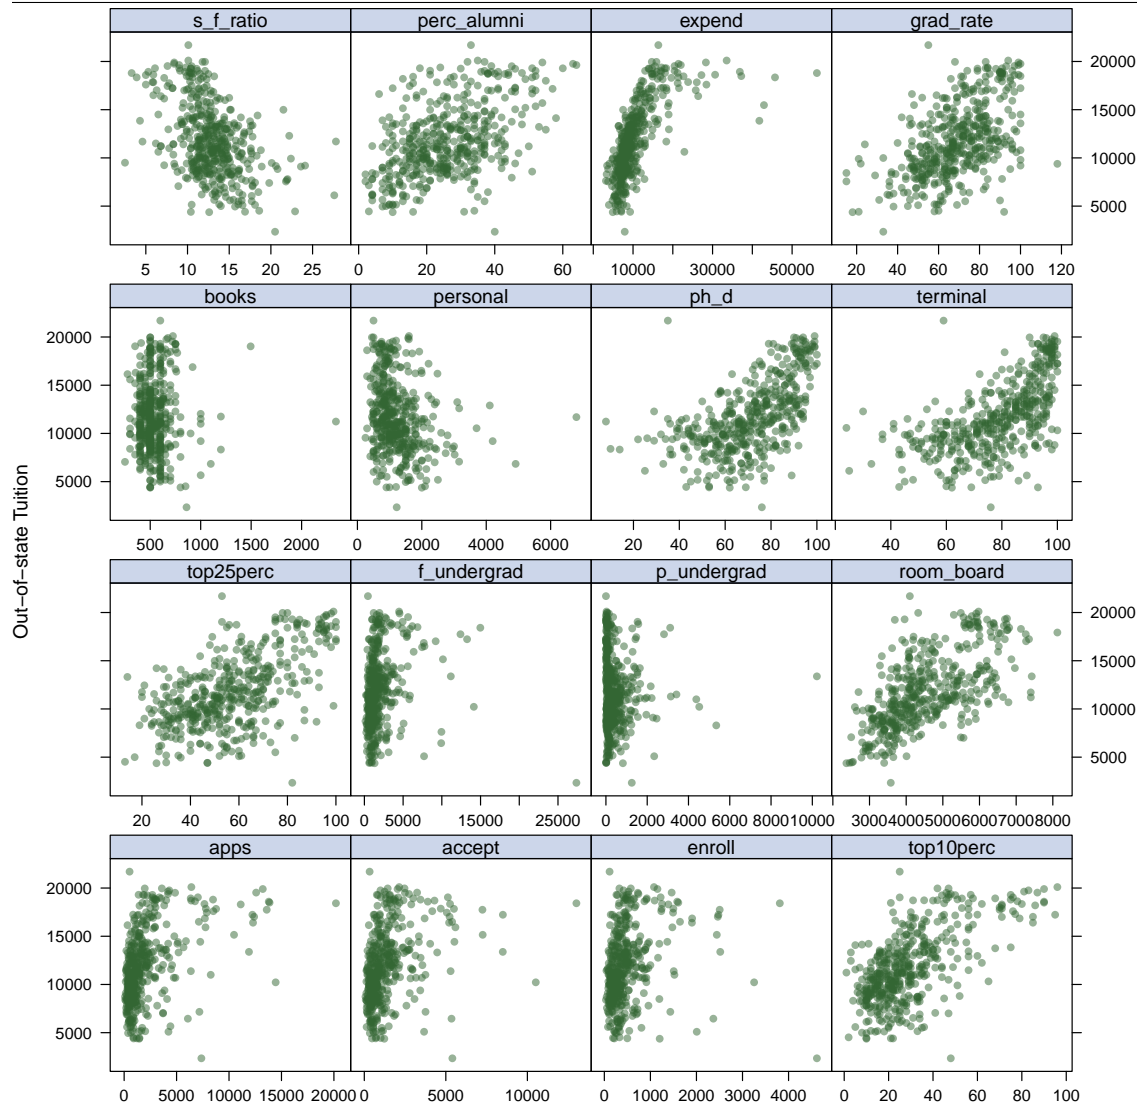 s_f_ratio perc_alumni expend grad_rate
20000
15000
10000
5000
5 10 15 20 25 0 20 40 60 10000 30000 50000 20 40 60 80 100 120
books personal ph_d terminal
20000
15000
10000
5000
500 1000 1500 2000 0 2000 4000 6000 20 40 60 80 100 40 60 80 100
Out−of−state Tuition
top25perc f_undergrad p_undergrad room_board
20000
15000
10000
5000
20 40 60 80 100 0 5000 15000 25000 0 2000 4000 6000 8000 10000 3000 4000 5000 6000 7000 8000
apps accept enroll top10perc
20000
15000
10000
5000
0 5000 10000 15000 20000 0 5000 10000 0 1000 2000 3000 4000 0 20 40 60 80 100